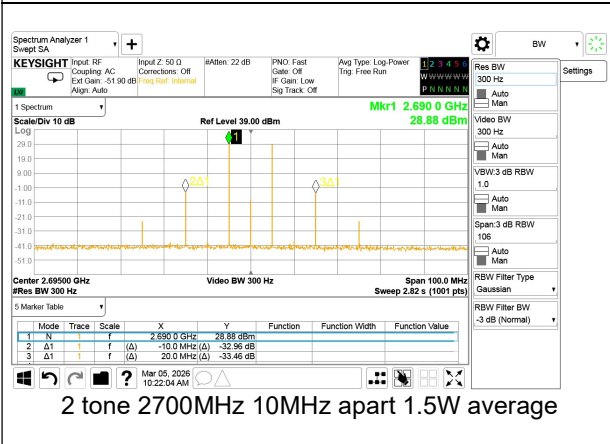 Spectrum Analyzer 1
Swept SA
+
BW
KEYSIGHT Input: RF Input Z: 50 Ω #Atten: 22 dB PNO: Fast Avg Type: Log-Power 1 2 3 4 5 6
Coupling: AC Corrections: Off Gate: Off Trig: Free Run W W W W W W
Ext Gain: -51.90 dB Freq Ref: Internal IF Gain: Low P N N N N N
Align: Auto Sig Track: Off
LXI
1 Spectrum
Mkr1 2.690 0 GHz
Scale/Div 10 dB Ref Level 39.00 dBm 28.88 dBm
Log
29.0
19.0
9.00
-1.00
-11.0
-21.0
-31.0
-41.0
-51.0
1
2Δ1
3Δ1
Center 2.69500 GHz Video BW 300 Hz Span 100.0 MHz
#Res BW 300 Hz Sweep 2.82 s (1001 pts)
5 Marker Table
Mode Trace Scale X Y Function Function Width Function Value
1 N 1 f 2.690 0 GHz 28.88 dBm
2 Δ1 1 f (Δ) -10.0 MHz (Δ) -32.96 dB
3 Δ1 1 f (Δ) 20.0 MHz (Δ) -33.46 dB
?
Mar 05, 2026
10:22:04 AM
Res BW
300 Hz
Auto
Man
Video BW
300 Hz
Auto
Man
VBW:3 dB RBW
1.0
Auto
Man
Span:3 dB RBW
106
Auto
Man
RBW Filter Type
Gaussian
RBW Filter BW
-3 dB (Normal)
Settings
2 tone 2700MHz 10MHz apart 1.5W average